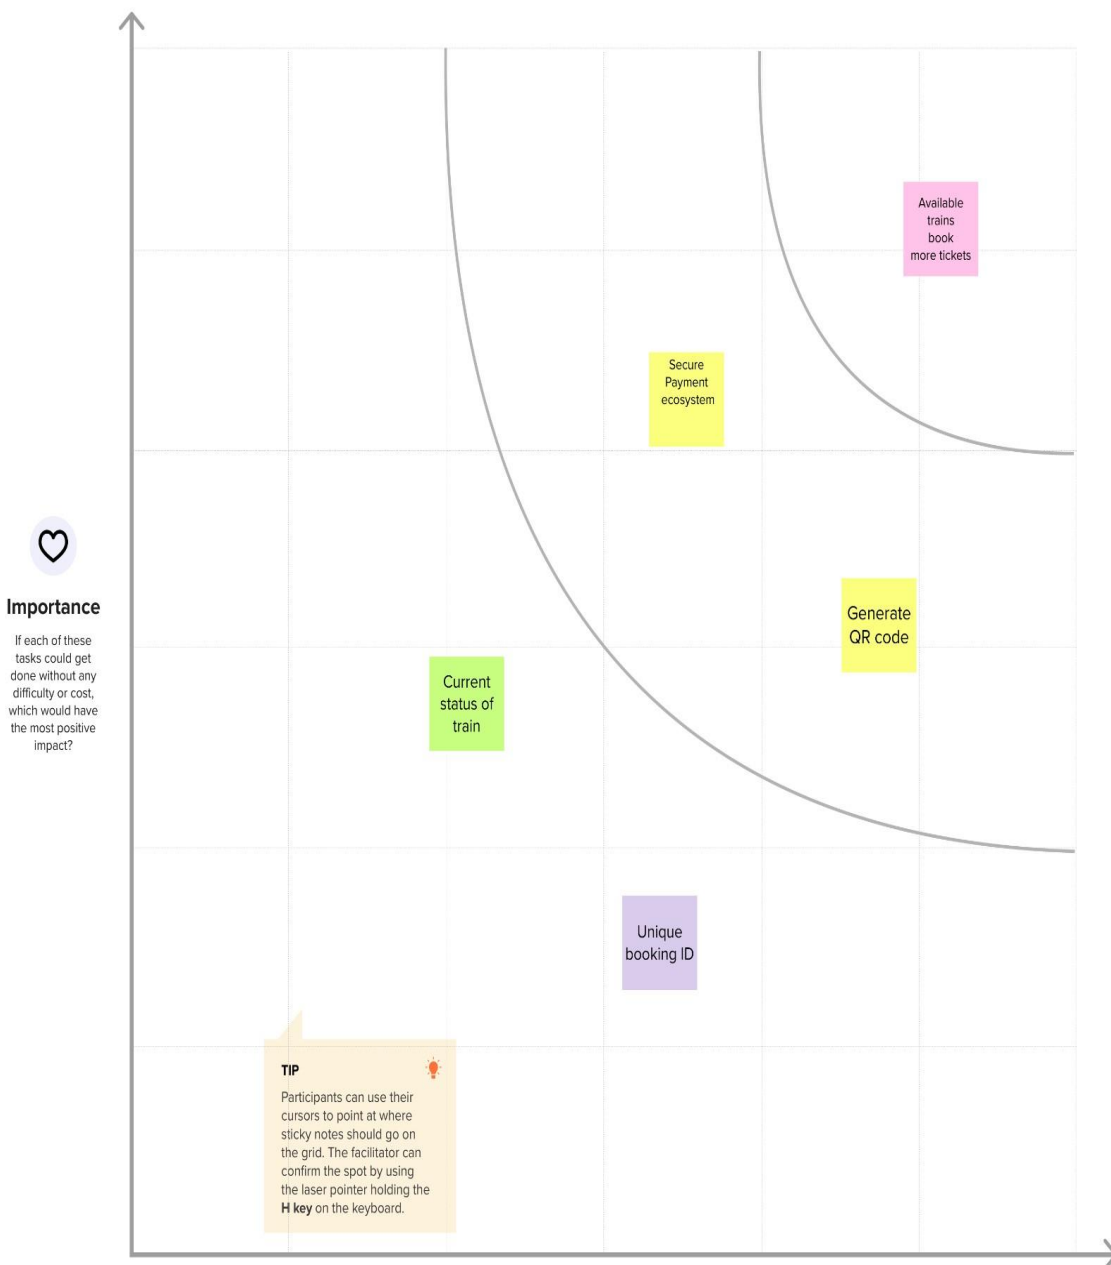 Available
trains
book
more tickets
Secure
Payment
ecosystem
Importance
If each of these
tasks could get
done without any
difficulty or cost,
which would have
the most positive
impact?
Generate
QR code
Current
status of
train
Unique
booking ID
TIP
Participants can use their
cursors to point at where
sticky notes should go on
the grid. The facilitator can
confirm the spot by using
the laser pointer holding the
H key on the keyboard.